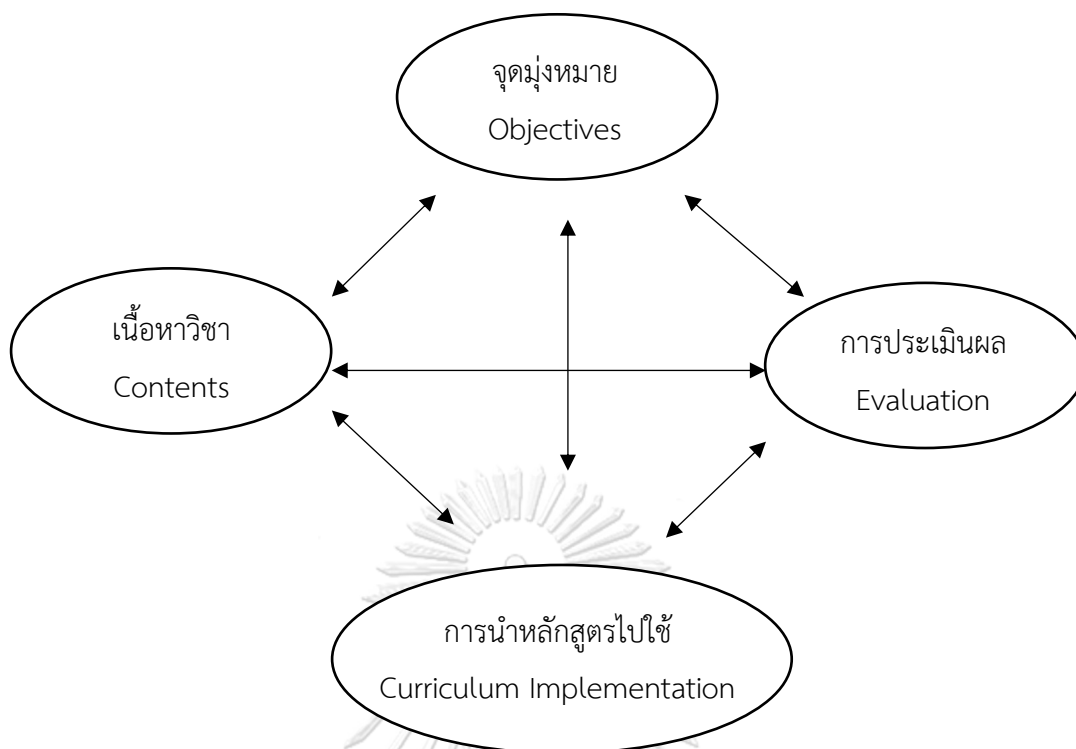 จุดมุ่งหมาย
Objectives
เนื้อหาวิชา
Contents
การประเมินผล
Evaluation
การนำหลักสูตรไปใช้
Curriculum Implementation